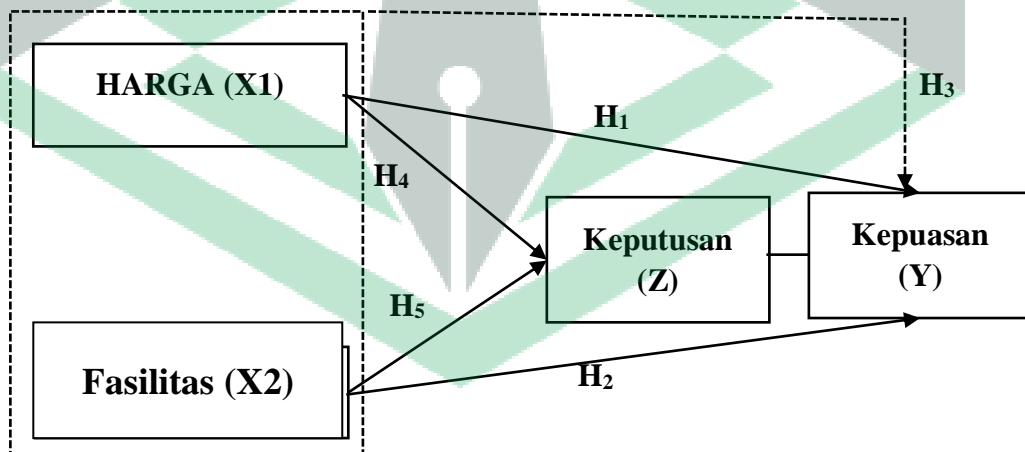 HARGA (X1)
H₃
H₁
H₄
Keputusan
(Z)
Kepuasan
(Y)
H₅
Fasilitas (X2)
H₂